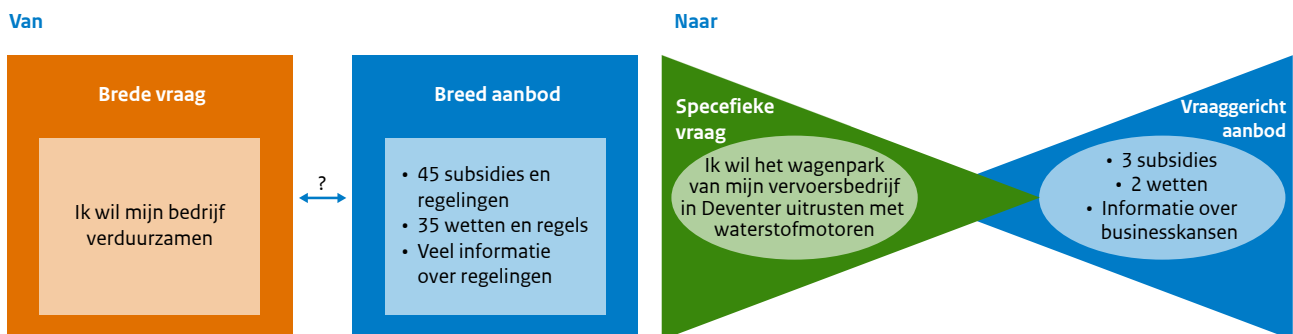 Van
Brede vraag
Ik wil mijn bedrijf
verduurzamen
?
Breed aanbod
• 45 subsidies en
regelingen
• 35 wetten en regels
• Veel informatie
over regelingen
Naar
Specefieke
vraag
Ik wil het wagenpark
van mijn vervoersbedrijf
in Deventer uitrusten met
waterstofmotoren
Vraaggericht
aanbod
• 3 subsidies
• 2 wetten
• Informatie over
businesskansen